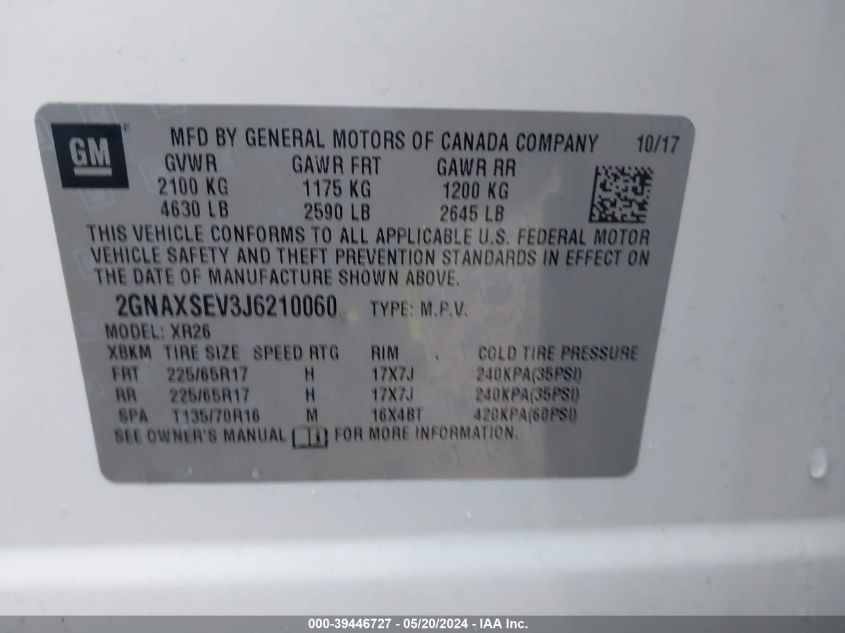 GM ®
MFD BY GENERAL MOTORS OF CANADA COMPANY 10/17
GVWR GAWR FRT GAWR RR
2100 KG 1175 KG 1200 KG
4630 LB 2590 LB 2645 LB
THIS VEHICLE CONFORMS TO ALL APPLICABLE U.S. FEDERAL MOTOR
VEHICLE SAFETY AND THEFT PREVENTION STANDARDS IN EFFECT ON
THE DATE OF MANUFACTURE SHOWN ABOVE.
2GNAXSEV3J6210060 TYPE: M.P.V.
MODEL: XR26
XBKM TIRE SIZE SPEED RTG RIM COLD TIRE PRESSURE
FRT 225/65R17 H 17X7J 240KPA(35PSI)
RR 225/65R17 H 17X7J 240KPA(35PSI)
SPA T135/70R16 M 16X4BT 420KPA(60PSI)
SEE OWNER'S MANUAL FOR MORE INFORMATION.
000-39446727 - 05/20/2024 - IAA Inc.